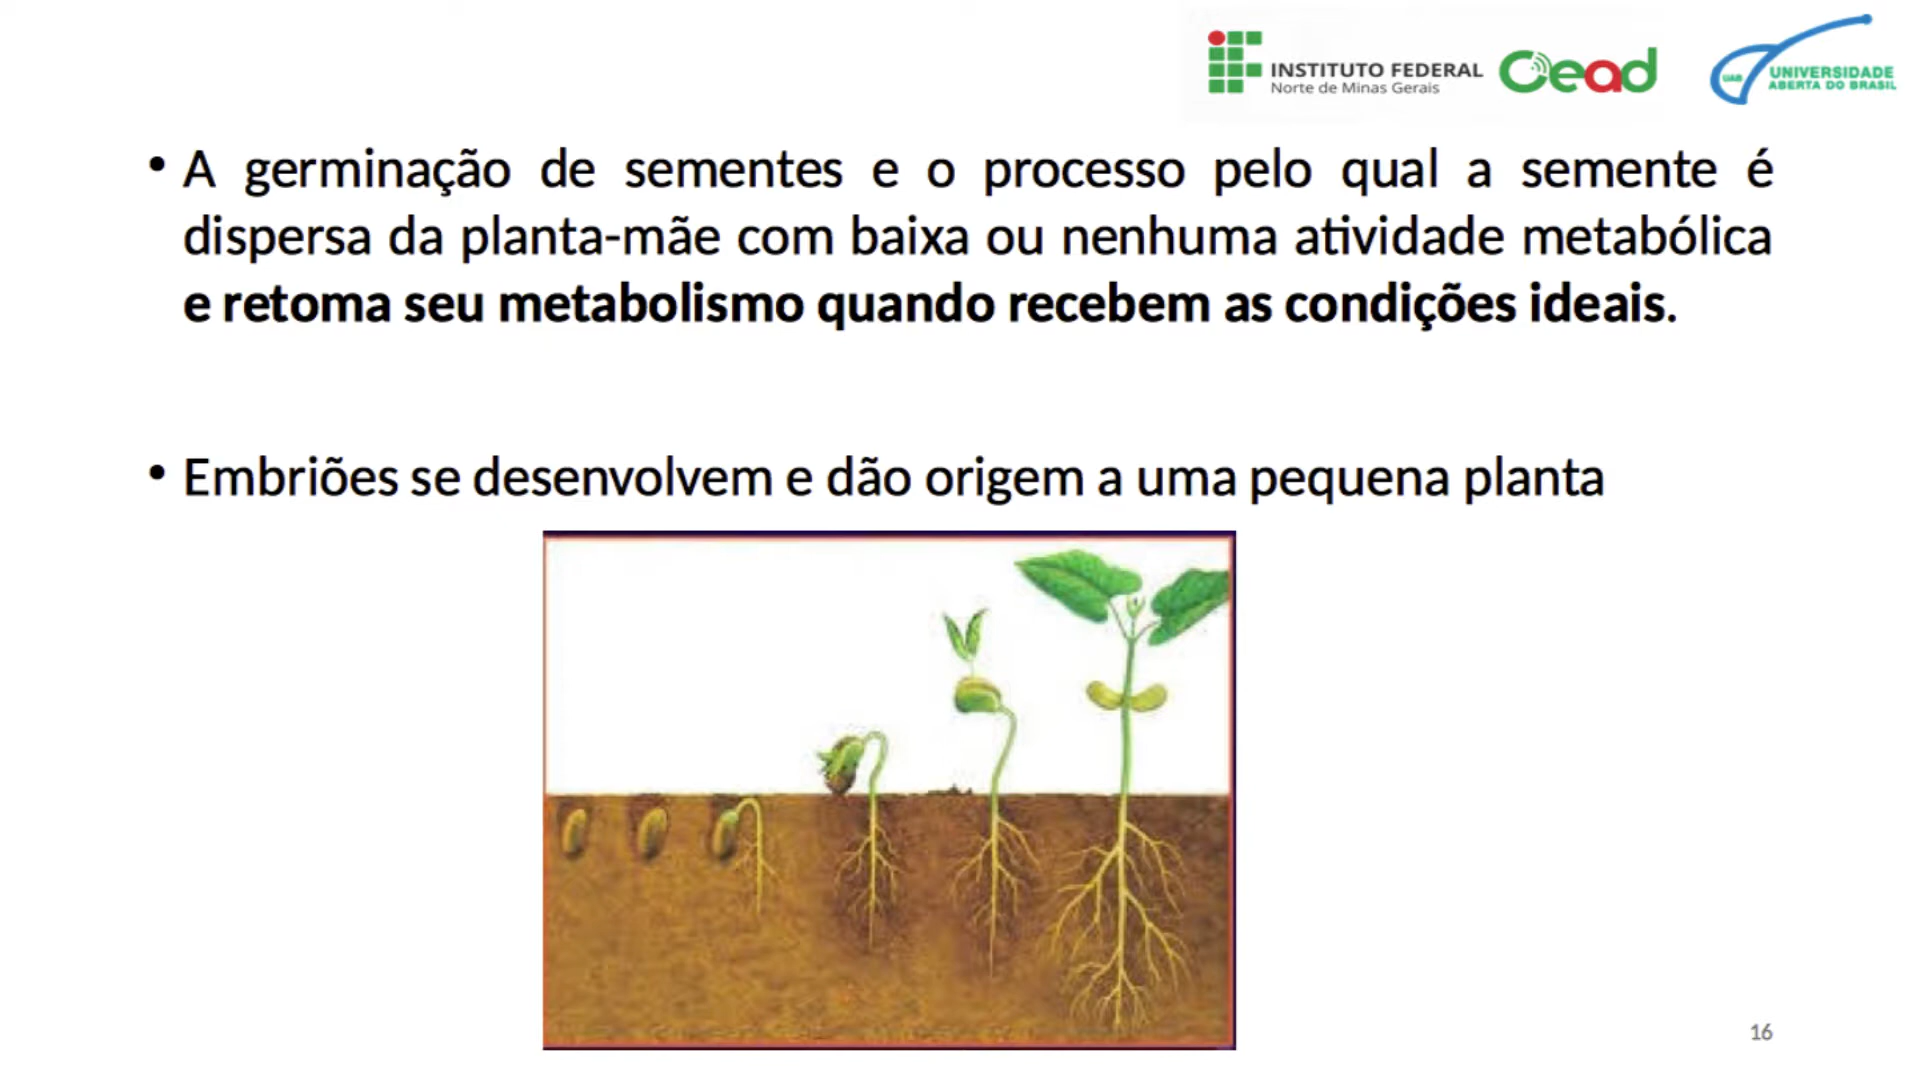 INSTITUTO FEDERAL
Norte de Minas Gerais
Cead
UAB
UNIVERSIDADE
ABERTA DO BRASIL
• A germinação de sementes e o processo pelo qual a semente é
dispersa da planta-mãe com baixa ou nenhuma atividade metabólica
e retoma seu metabolismo quando recebem as condições ideais.
• Embriões se desenvolvem e dão origem a uma pequena planta
16